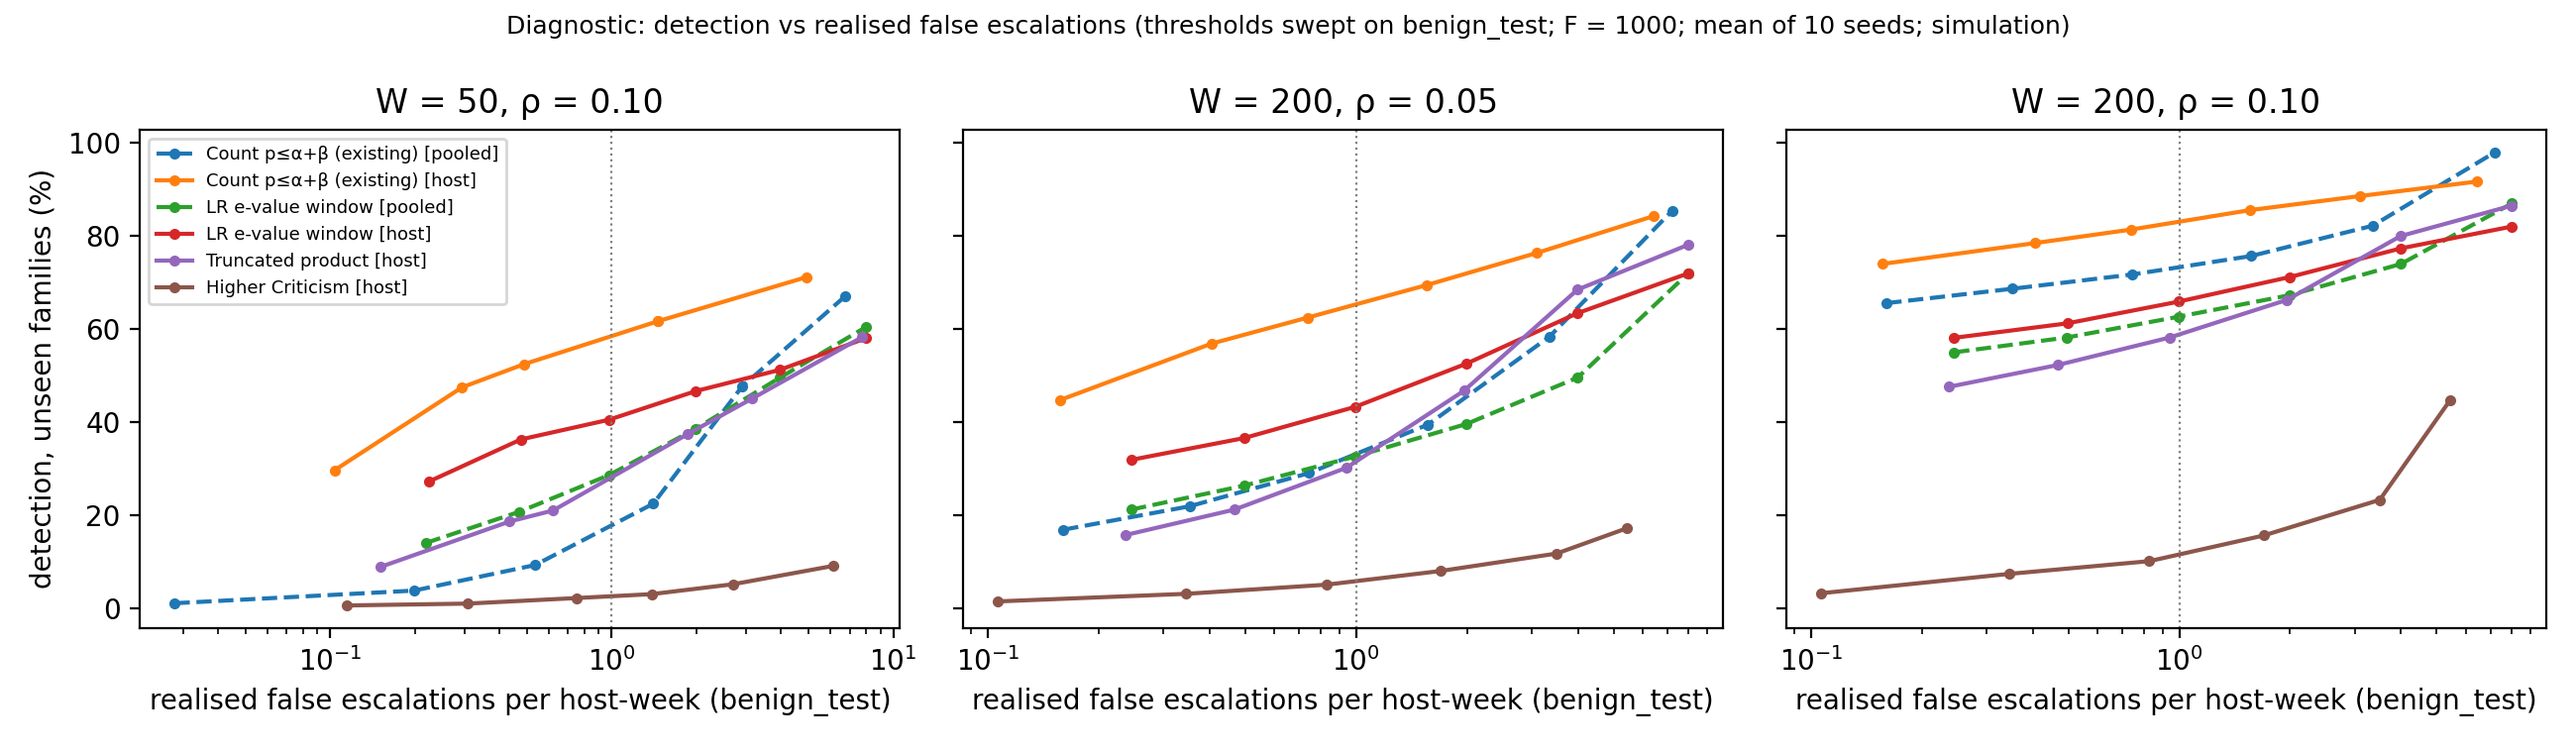 Diagnostic: detection vs realised false escalations (thresholds swept on benign_test; F = 1000; mean of 10 seeds; simulation)
W = 50, ρ = 0.10
W = 200, ρ = 0.05
W = 200, ρ = 0.10
detection, unseen families (%)
100
80
60
40
20
0
Count p≤α+β (existing) [pooled]
Count p≤α+β (existing) [host]
LR e-value window [pooled]
LR e-value window [host]
Truncated product [host]
Higher Criticism [host]
10⁻¹ 10⁰ 10¹
10⁻¹ 10⁰
10⁻¹ 10⁰
realised false escalations per host-week (benign_test)
realised false escalations per host-week (benign_test)
realised false escalations per host-week (benign_test)